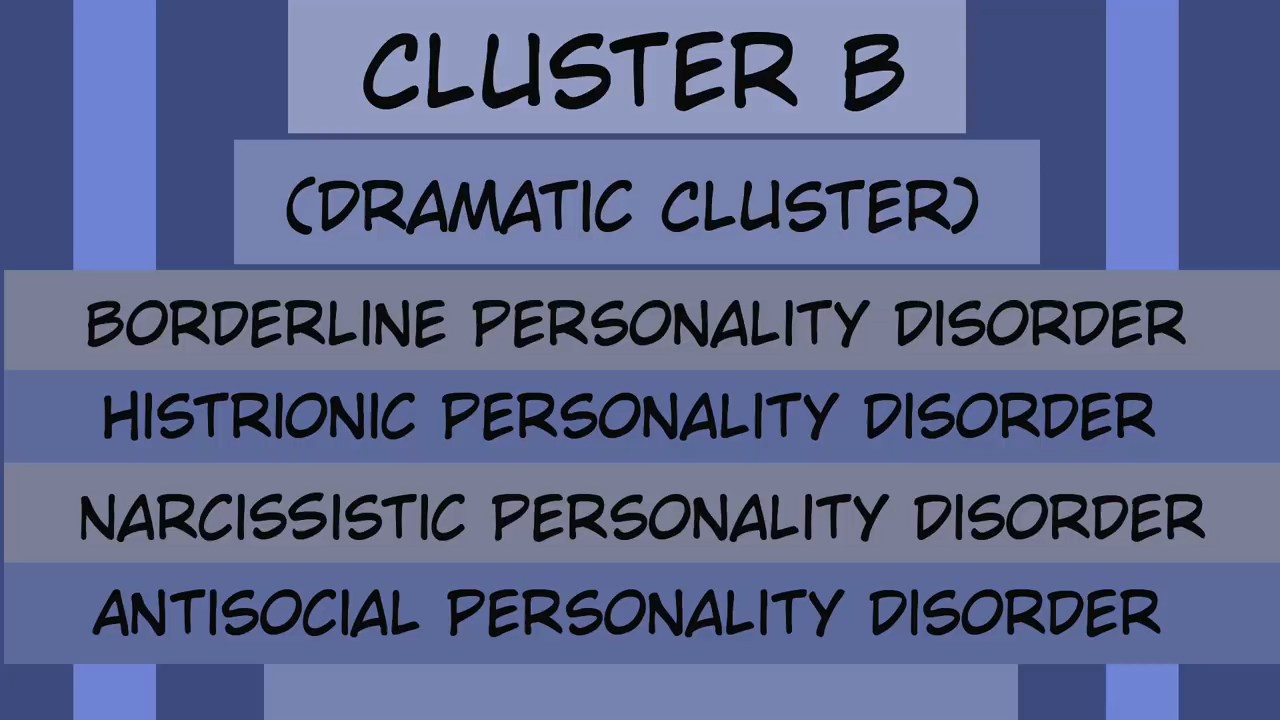 CLUSTER B
(DRAMATIC CLUSTER)
BORDERLINE PERSONALITY DISORDER
HISTRIONIC PERSONALITY DISORDER
NARCISSISTIC PERSONALITY DISORDER
ANTISOCIAL PERSONALITY DISORDER